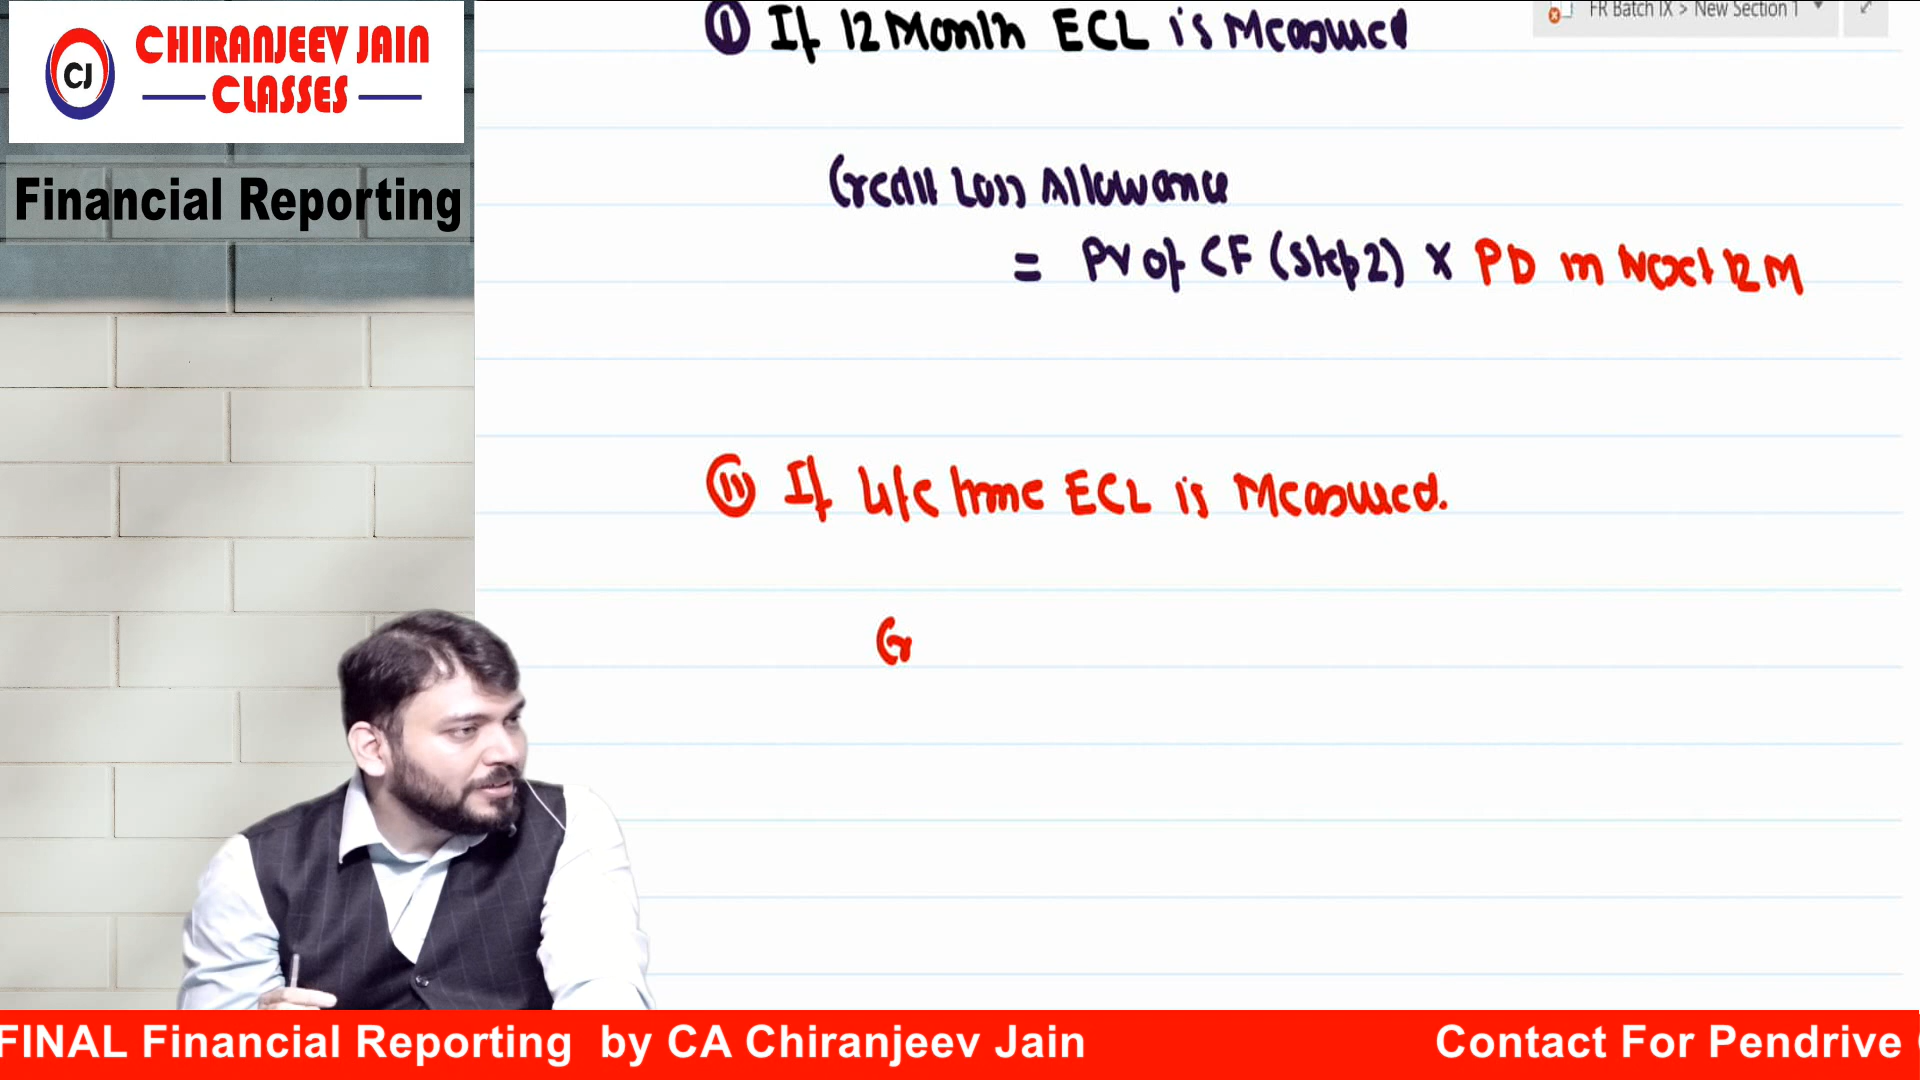 CHIRANJEEV JAIN
CLASSES
CJ
Financial Reporting
FR Batch IX > New Section 1
(i) If 12 Month ECL is Measured
Credit Loss Allowance
= PV of CF (Step 2) × PD in Next 12 M
(ii) If Life time ECL is Measured.
Cr
FINAL Financial Reporting by CA Chiranjeev Jain
Contact For Pendrive